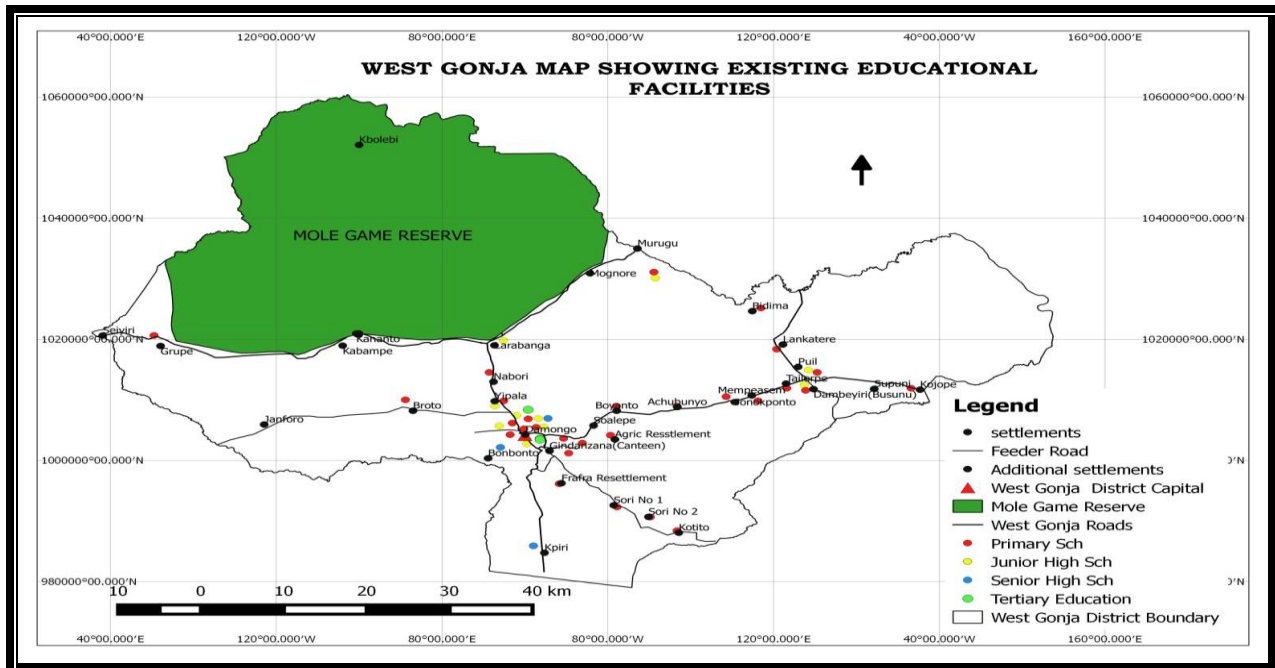 40°00.000'E 120°00.000'W 80°00.000'W 80°00.000'W 120°00.000'W 40°00.000'W 160°00.000'W
WEST GONJA MAP SHOWING EXISTING EDUCATIONAL
FACILITIES
1060000°00.000'N 1060000°00.000'N
Kbolebi
1040000°00.000'N 1040000°00.000'N
MOLE GAME RESERVE
Murugu
Mognore
Bidima
Seiviri
1020000°00.000'N 1020000°00.000'N
Grupe
Kananto
Kabampe
Larabanga
Lankatere
Puil
Nabori
Tailorpe
Mempeasem
Supuni
Kojope
Dambeyiri(Busunu)
Yipala
Broto
Boyonto
Achubunyo
Bonokponto
Janforo
Soalepe
Damongo
Agric Resstlement
Gindanzana(Canteen)
Bonbonto
1000000°00.000'N 0'N
Frafra Resettlement
Sori No 1
Sori No 2
Kotito
Kpiri
980000°00.000'N 0'N
Legend
settlements
Feeder Road
Additional settlements
West Gonja District Capital
Mole Game Reserve
West Gonja Roads
Primary Sch
Junior High Sch
Senior High Sch
Tertiary Education
West Gonja District Boundary
10 0 10 20 30 40 km
40°00.000'E 120°00.000'W 80°00.000'W 80°00.000'W 120°00.000'W 40°00.000'W 160°00.000'W